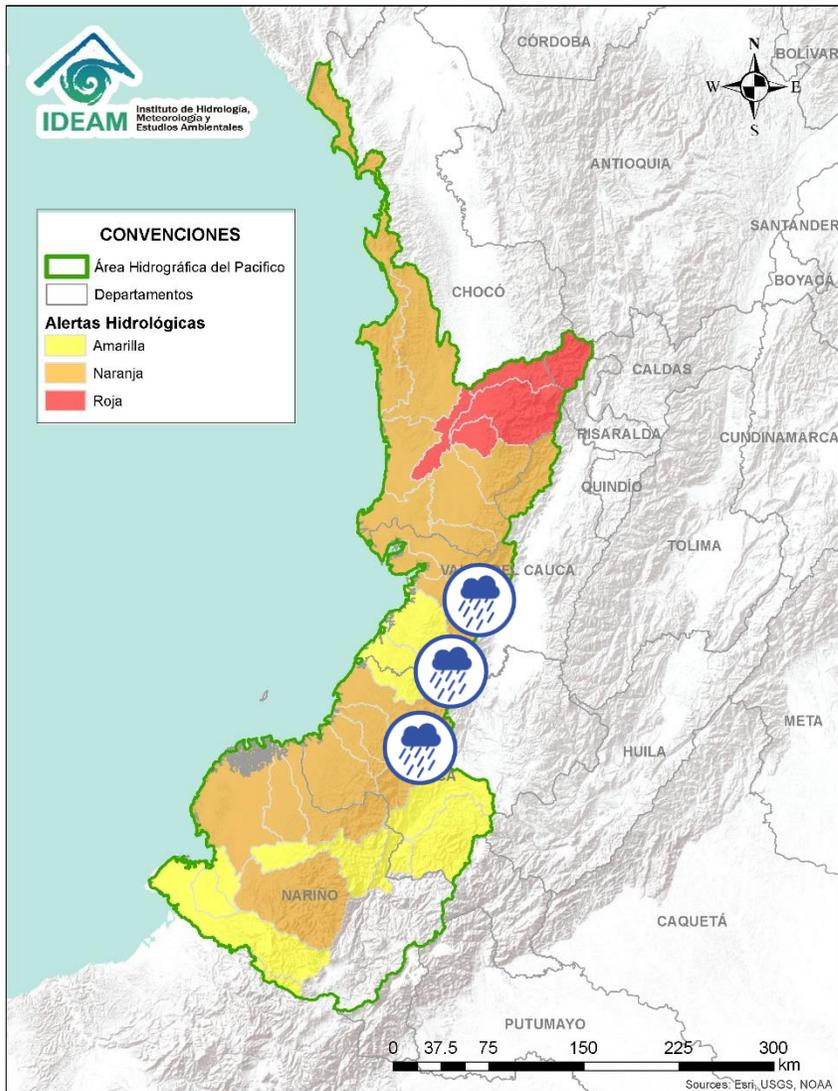 IDEAM
Instituto de Hidrología,
Meteorología y
Estudios Ambientales
CÓRDOBA
BOLÍVAR
N
W
E
S
ANTIOQUIA
SANTANDER
BOYACÁ
CONVENCIONES
Área Hidrográfica del Pacifico
Departamentos
Alertas Hidrológicas
Amarilla
Naranja
Roja
CHOCÓ
CALDAS
RISARALDA
CUNDINAMARCA
QUINDÍO
TOLIMA
CAUCA
META
HUILA
CA
NARIÑO
CAQUETÁ
PUTUMAYO
0 37.5 75 150 225 300
km
Sources: Esri, USGS, NOAA